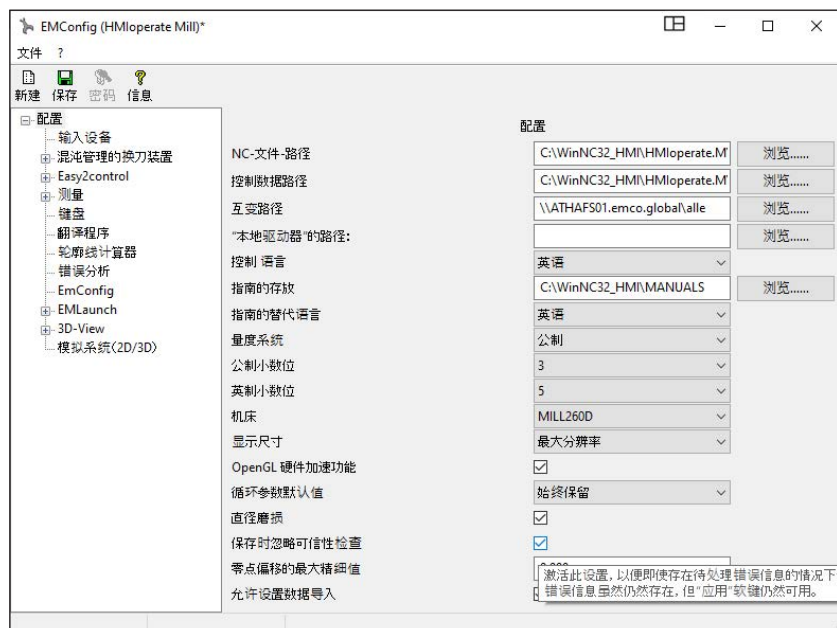 EMConfig (HMIoperate Mill)*
文件 ?
新建 保存 密码 信息
配置
输入设备
混沌管理的换刀装置
Easy2control
测量
键盘
翻译程序
轮廓线计算器
错误分析
EmConfig
EMLaunch
3D-View
模拟系统(2D/3D)
配置
NC-文件-路径 C:\WinNC32_HMI\HMIoperate.M 浏览......
控制数据路径 C:\WinNC32_HMI\HMIoperate.M 浏览......
互变路径 \\ATHAFS01.emco.global\alle 浏览......
"本地驱动器"的路径: 浏览......
控制 语言 英语
指南的存放 C:\WinNC32_HMI\MANUALS 浏览......
指南的替代语言 英语
量度系统 公制
公制小数位 3
英制小数位 5
机床 MILL260D
显示尺寸 最大分辨率
OpenGL 硬件加速功能
循环参数默认值 始终保留
直径磨损
保存时忽略可信性检查
零点偏移的最大精细值
允许设置数据导入
激活此设置，以便即使存在待处理错误信息的情况下
错误信息虽然仍然存在，但"应用"软键仍然可用。